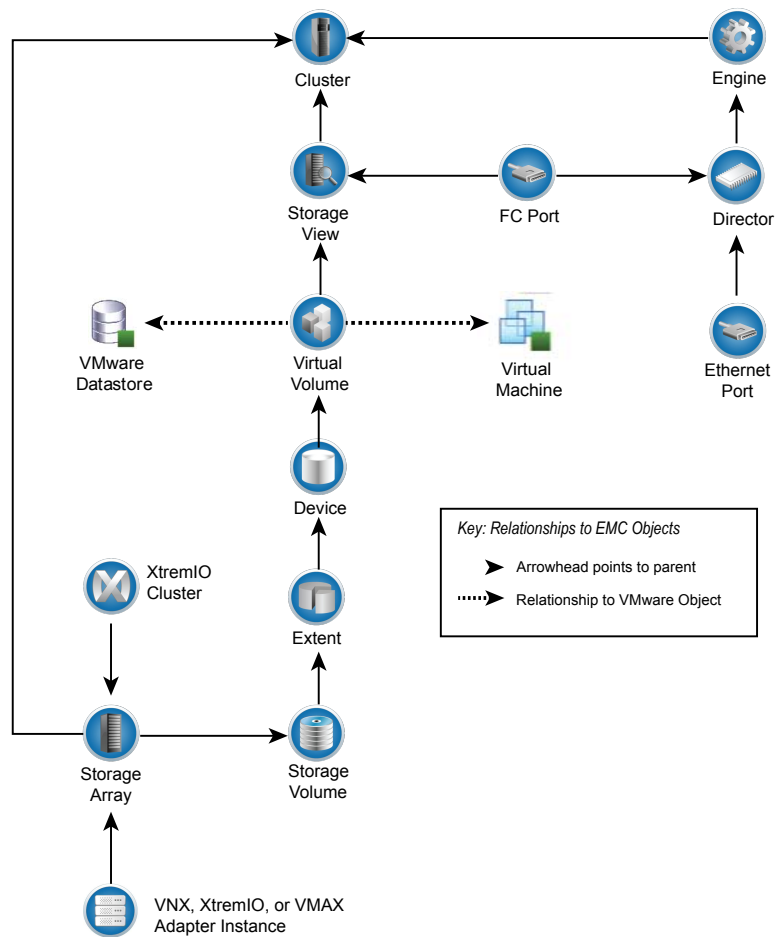 Cluster
Engine
Storage
View
FC Port
Director
VMware
Datastore
Virtual
Volume
Virtual
Machine
Ethernet
Port
Device
Key: Relationships to EMC Objects
Arrowhead points to parent
Relationship to VMware Object
XtremIO
Cluster
Extent
Storage
Array
Storage
Volume
VNX, XtremIO, or VMAX
Adapter Instance